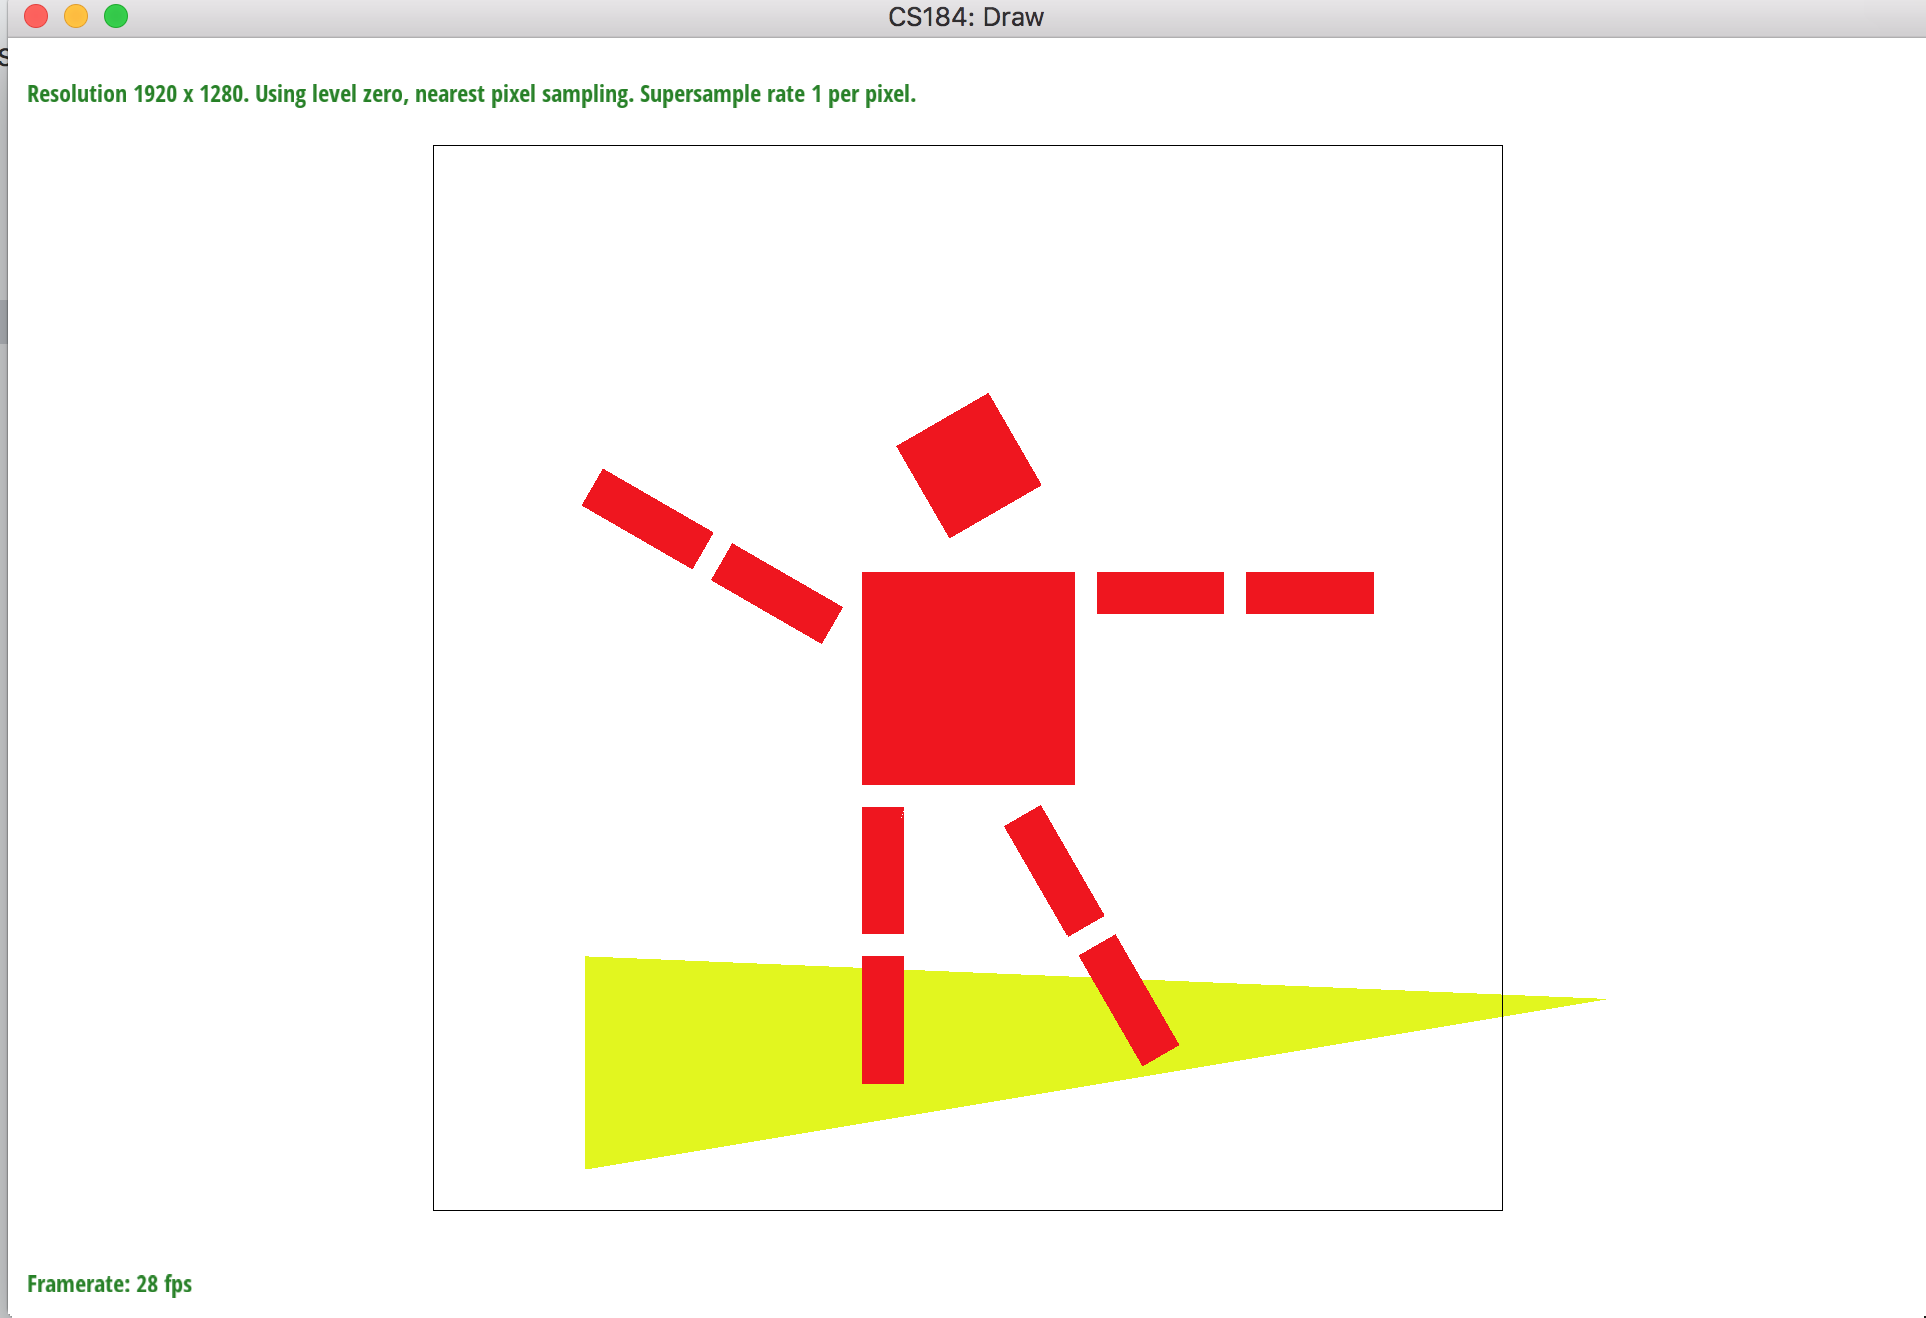 CS184: Draw
Resolution 1920 x 1280. Using level zero, nearest pixel sampling. Supersample rate 1 per pixel.
Framerate: 28 fps